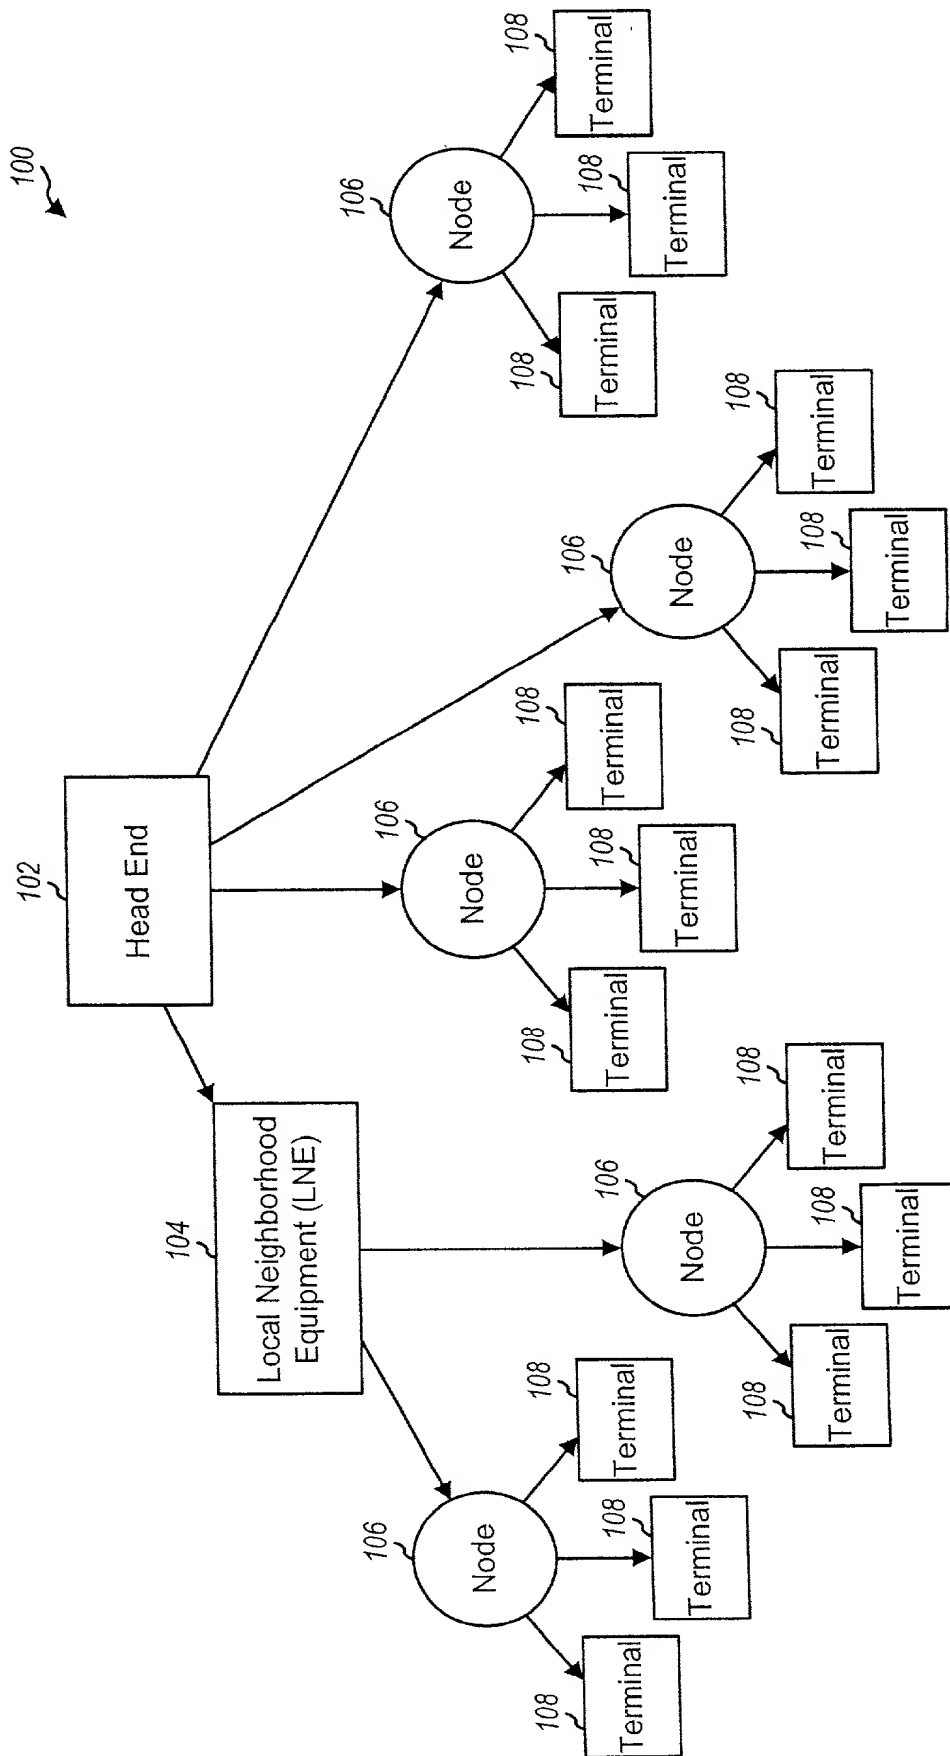 100
102
Head End
104
Local Neighborhood
Equipment (LNE)
106
Node
108
Terminal
108
Terminal
108
Terminal
106
Node
108
Terminal
108
Terminal
108
Terminal
106
Node
108
Terminal
108
Terminal
108
Terminal
106
Node
108
Terminal
108
Terminal
108
Terminal
106
Node
108
Terminal
108
Terminal
108
Terminal